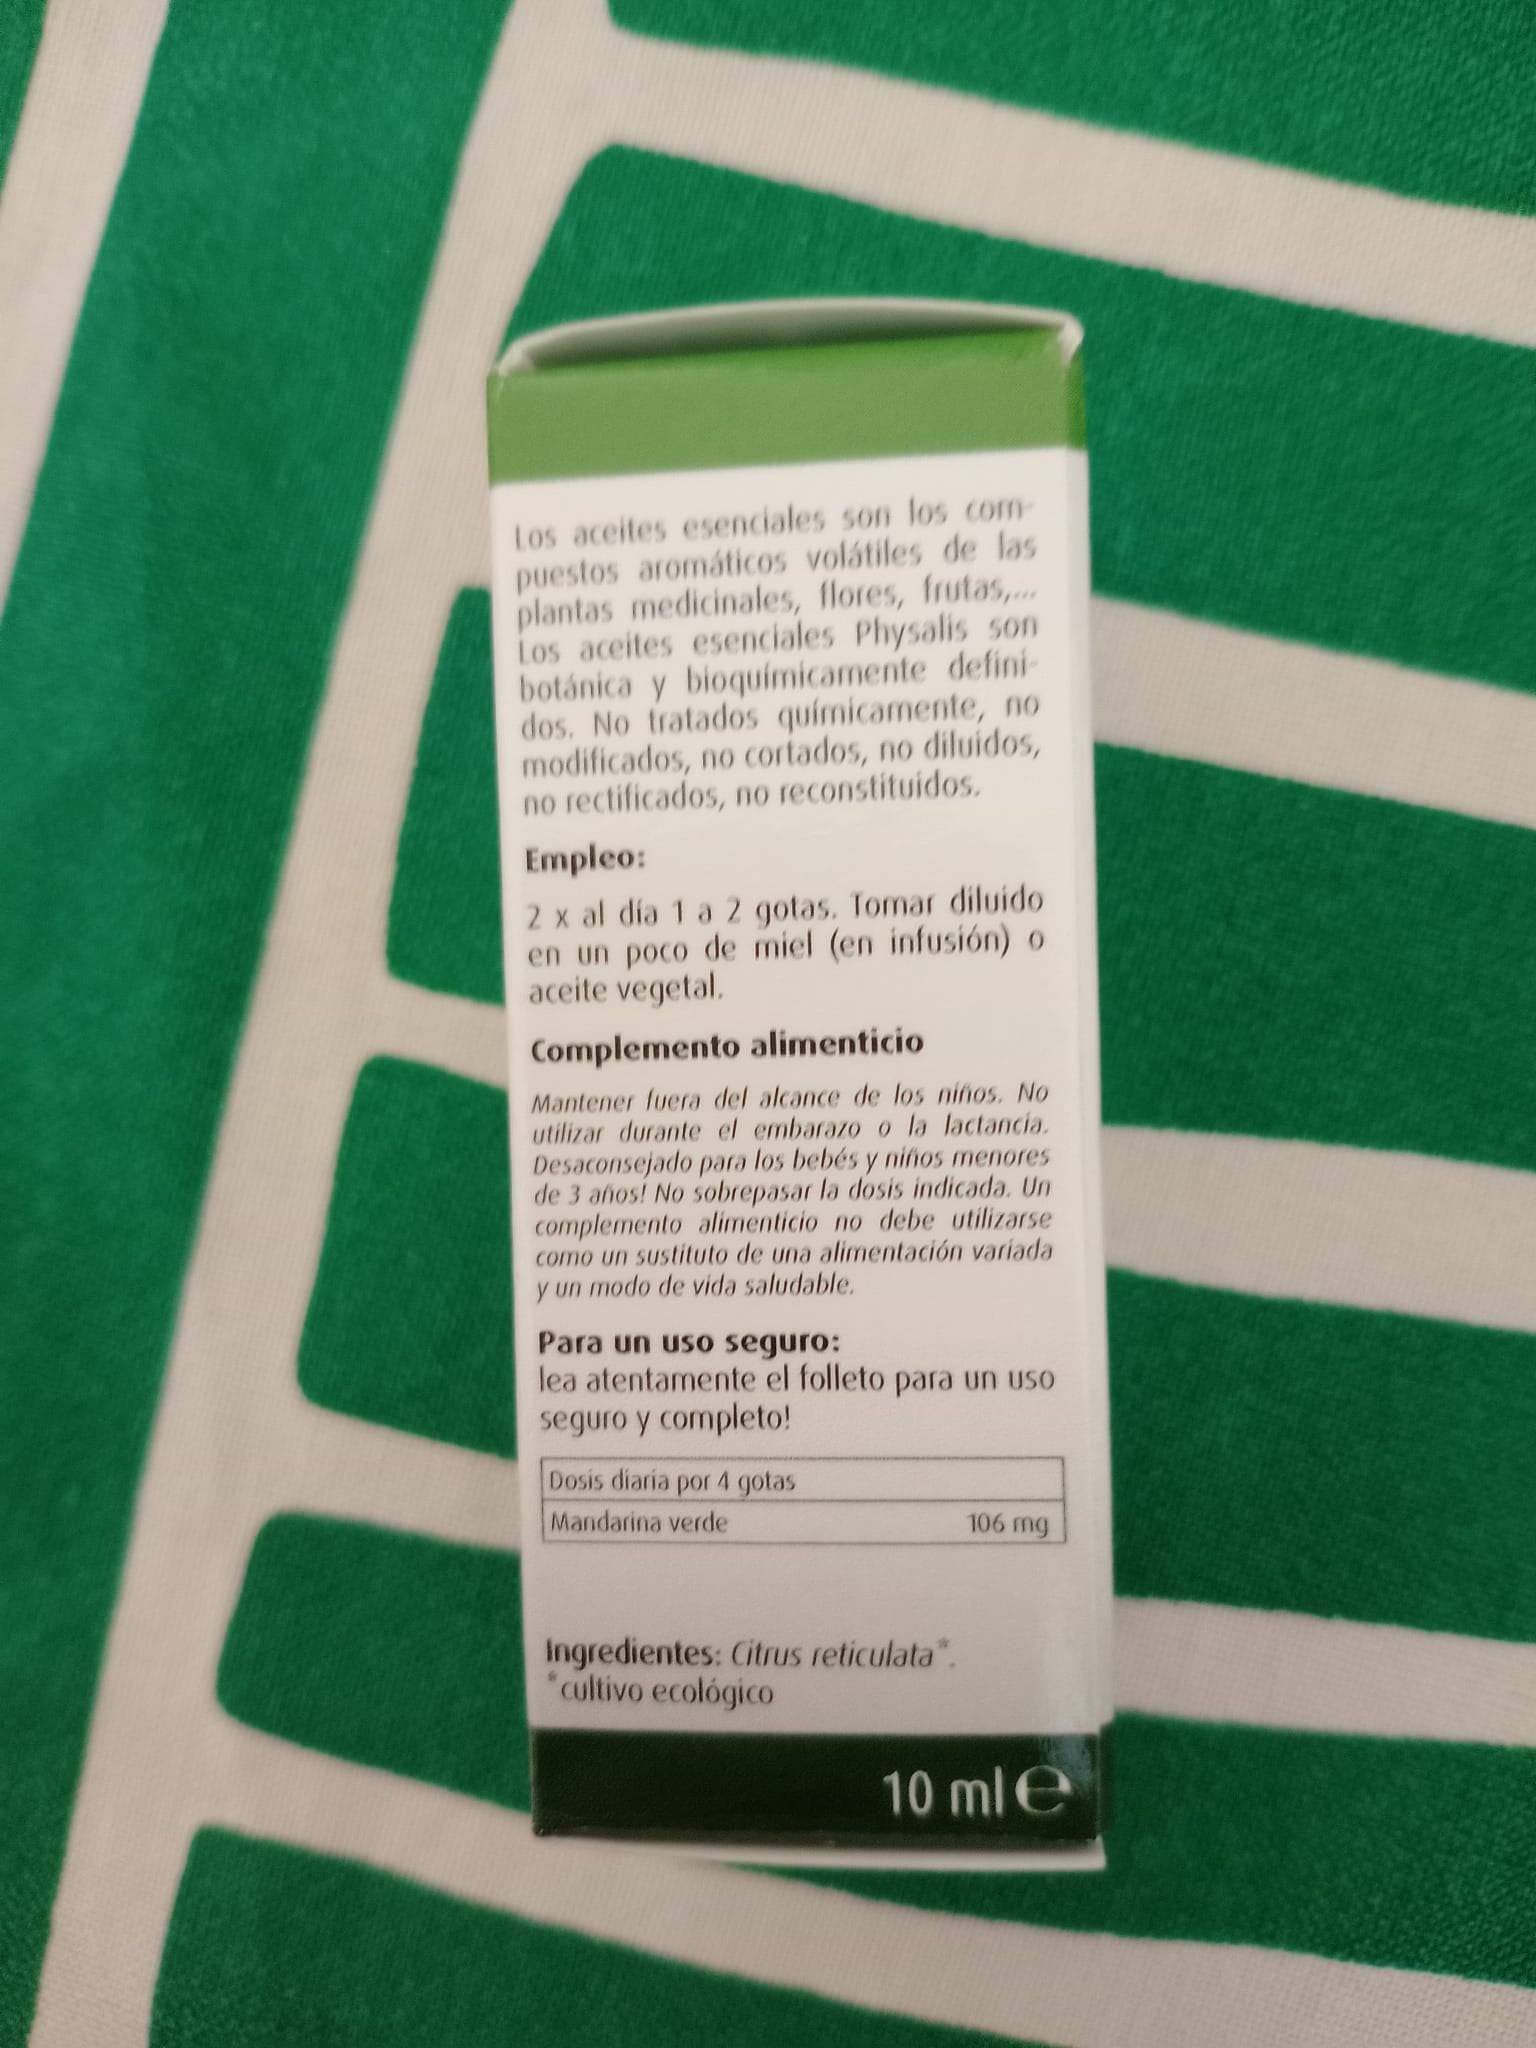 Los aceites esenciales son los com-
puestos aromáticos volátiles de las
plantas medicinales, flores, frutas,...
Los aceites esenciales Physalis son
botánica y bioquímicamente defini-
dos. No tratados químicamente, no
modificados, no cortados, no diluidos,
no rectificados, no reconstituidos.
Empleo:
2 x al día 1 a 2 gotas. Tomar diluido
en un poco de miel (en infusión) o
aceite vegetal.
Complemento alimenticio
Mantener fuera del alcance de los niños. No
utilizar durante el embarazo o la lactancia.
Desaconsejado para los bebés y niños menores
de 3 años! No sobrepasar la dosis indicada. Un
complemento alimenticio no debe utilizarse
como un sustituto de una alimentación variada
y un modo de vida saludable.
Para un uso seguro:
lea atentamente el folleto para un uso
seguro y completo!
Dosis diaria por 4 gotas
Mandarina verde 106 mg
Ingredientes: Citrus reticulata*.
*cultivo ecológico
10 ml ℮